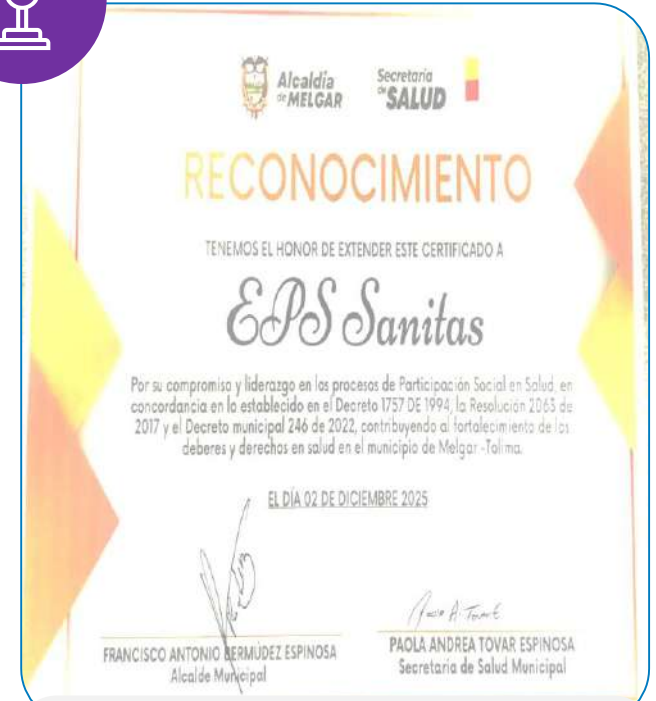 Alcaldía
de MELGAR
Secretaría
de SALUD
RECONOCIMIENTO
TENEMOS EL HONOR DE EXTENDER ESTE CERTIFICADO A
EPS Sanitas
Por su compromiso y liderazgo en los procesos de Participación Social en Salud, en
concordancia en lo establecido en el Decreto 1757 DE 1994, la Resolución 2063 de
2017 y el Decreto municipal 246 de 2022, contribuyendo al fortalecimiento de los
deberes y derechos en salud en el municipio de Melgar -Tolima.
EL DÍA 02 DE DICIEMBRE 2025
FRANCISCO ANTONIO BERMÚDEZ ESPINOSA
Alcalde Municipal
PAOLA ANDREA TOVAR ESPINOSA
Secretaria de Salud Municipal